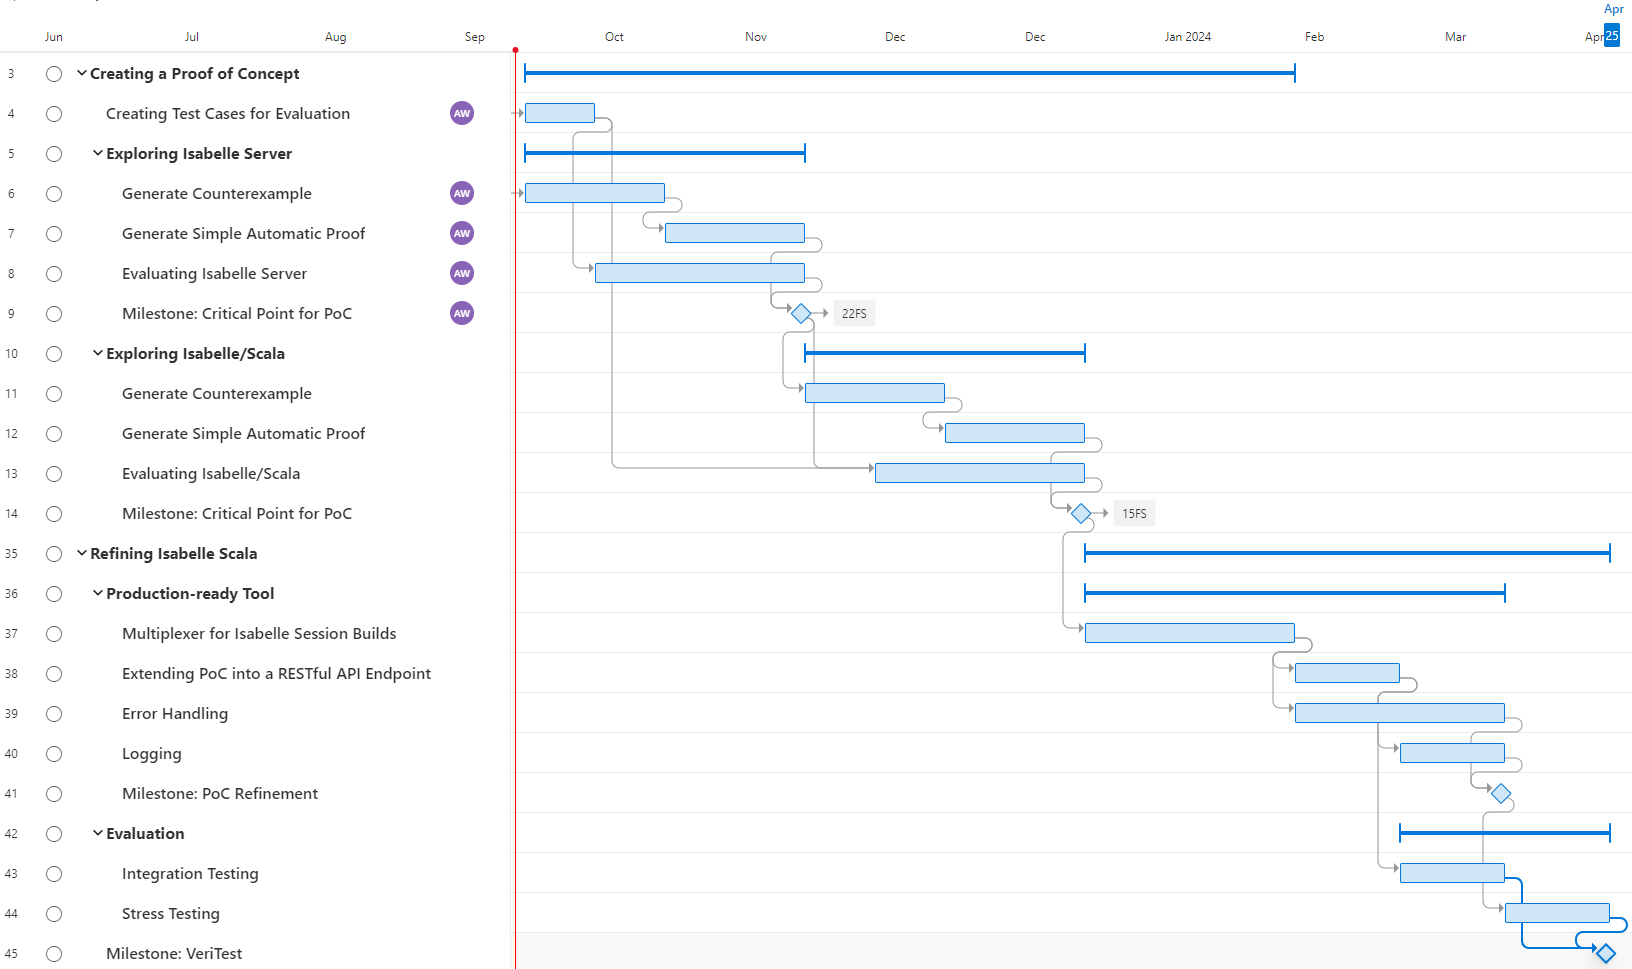 Apr
Jun Jul Aug Sep Oct Nov Dec Dec Jan 2024 Feb Mar Apr 25
3 Creating a Proof of Concept
4 Creating Test Cases for Evaluation AW
5 Exploring Isabelle Server
6 Generate Counterexample AW
7 Generate Simple Automatic Proof AW
8 Evaluating Isabelle Server AW
9 Milestone: Critical Point for PoC AW 22FS
10 Exploring Isabelle/Scala
11 Generate Counterexample
12 Generate Simple Automatic Proof
13 Evaluating Isabelle/Scala
14 Milestone: Critical Point for PoC 15FS
35 Refining Isabelle Scala
36 Production-ready Tool
37 Multiplexer for Isabelle Session Builds
38 Extending PoC into a RESTful API Endpoint
39 Error Handling
40 Logging
41 Milestone: PoC Refinement
42 Evaluation
43 Integration Testing
44 Stress Testing
45 Milestone: VeriTest